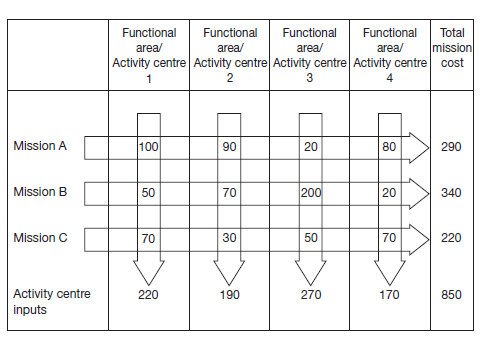 Functional Functional Functional Functional Total
area/ area/ area/ area/ mission
Activity centre Activity centre Activity centre Activity centre cost
1 2 3 4
Mission A 100 90 20 80 290
Mission B 50 70 200 20 340
Mission C 70 30 50 70 220
Activity centre 220 190 270 170 850
inputs